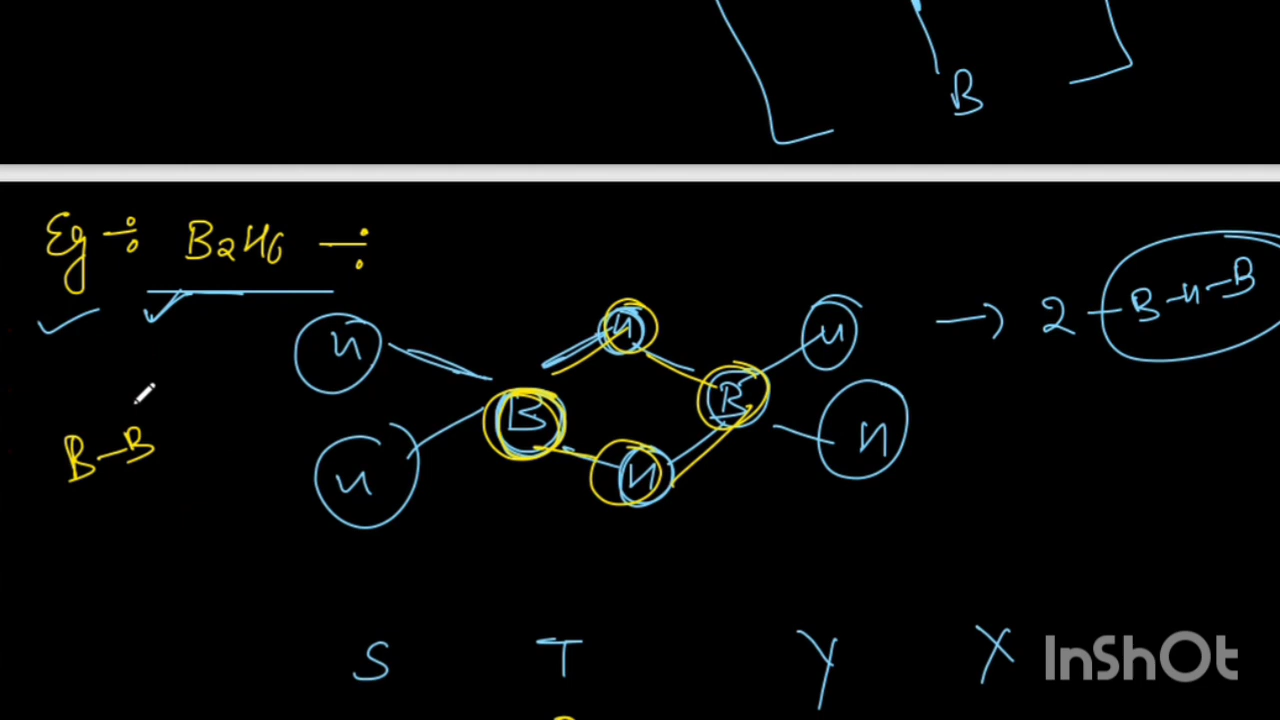 B
Eg ÷ B2H6 ÷
H H H → 2 - B-H-B
B B
B-B H H H
S T Y X
InShOt